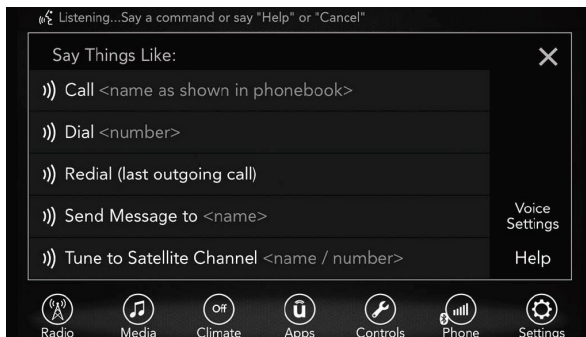 Listening...Say a command or say "Help" or "Cancel"
Say Things Like:
Call <name as shown in phonebook>
Dial <number>
Redial (last outgoing call)
Send Message to <name>
Tune to Satellite Channel <name / number>
Voice
Settings
Help
Off
û
Radio
Media
Climate
Apps
Controls
Phone
Settings